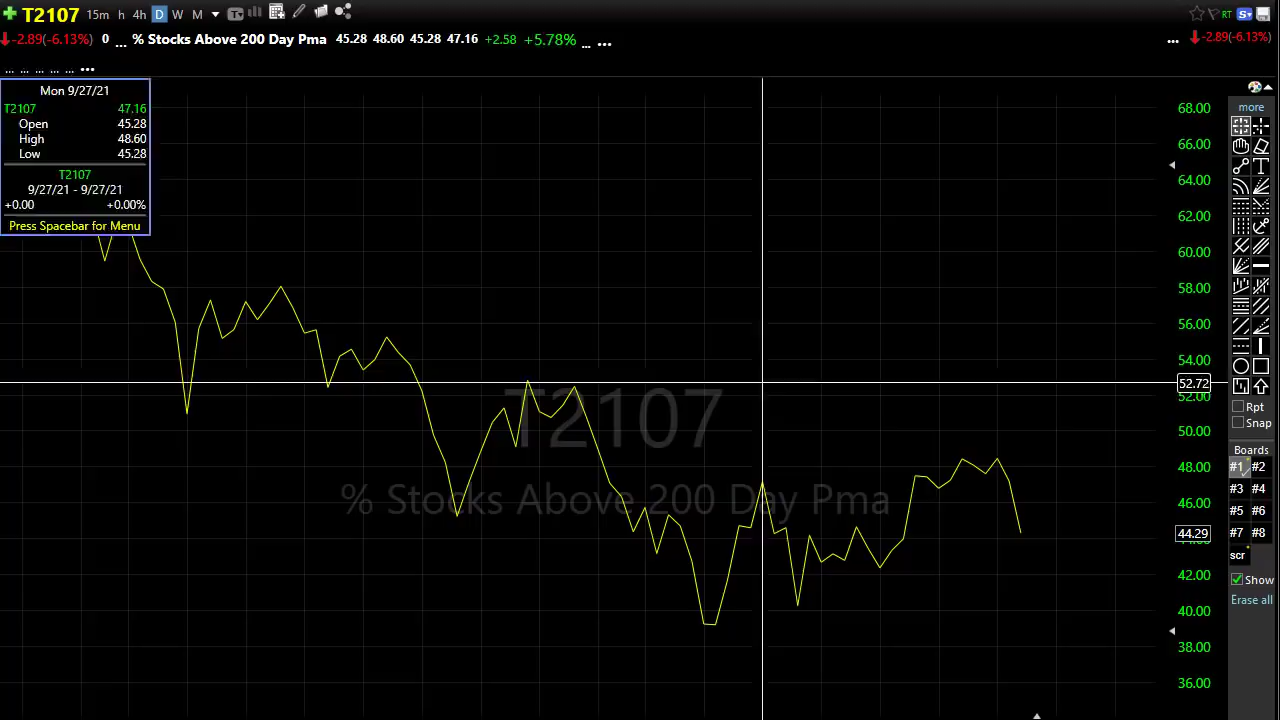 T2107 15m h 4h D W M RT S
-2.89(-6.13%) 0 ... % Stocks Above 200 Day Pma 45.28 48.60 45.28 47.16 +2.58 +5.78% ... ... ... -2.89(-6.13%)
... ... ... ... ... ...
Mon 9/27/21
T2107 47.16
Open 45.28
High 48.60
Low 45.28
T2107
9/27/21 - 9/27/21
+0.00 +0.00%
Press Spacebar for Menu
68.00
66.00
64.00
62.00
60.00
58.00
56.00
54.00
52.72
52.00
50.00
48.00
46.00
44.29
42.00
40.00
38.00
36.00
T2107
% Stocks Above 200 Day Pma
more
T
Rpt
Snap
Boards
#1 #2
#3 #4
#5 #6
#7 #8
scr
Show
Erase all